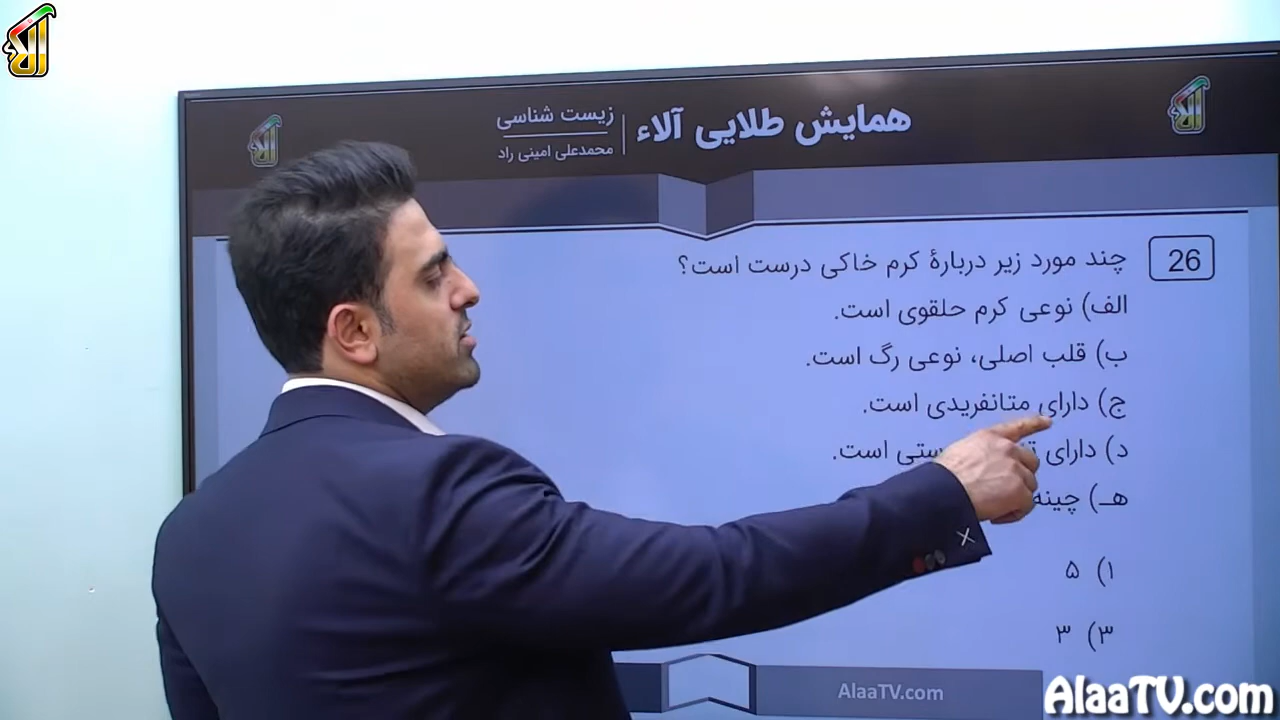 همایش طلایی آلاء
زیست شناسی
محمدعلی امینی راد
26
چند مورد زیر دربارهٔ کرم خاکی درست است؟
الف) نوعی کرم حلقوی است.
ب) قلب اصلی، نوعی رگ است.
ج) دارای متانفریدی است.
د) دارای
است.
هـ)
۱) ۵
۳) ۳
AlaaTV.com
AlaaTV.com